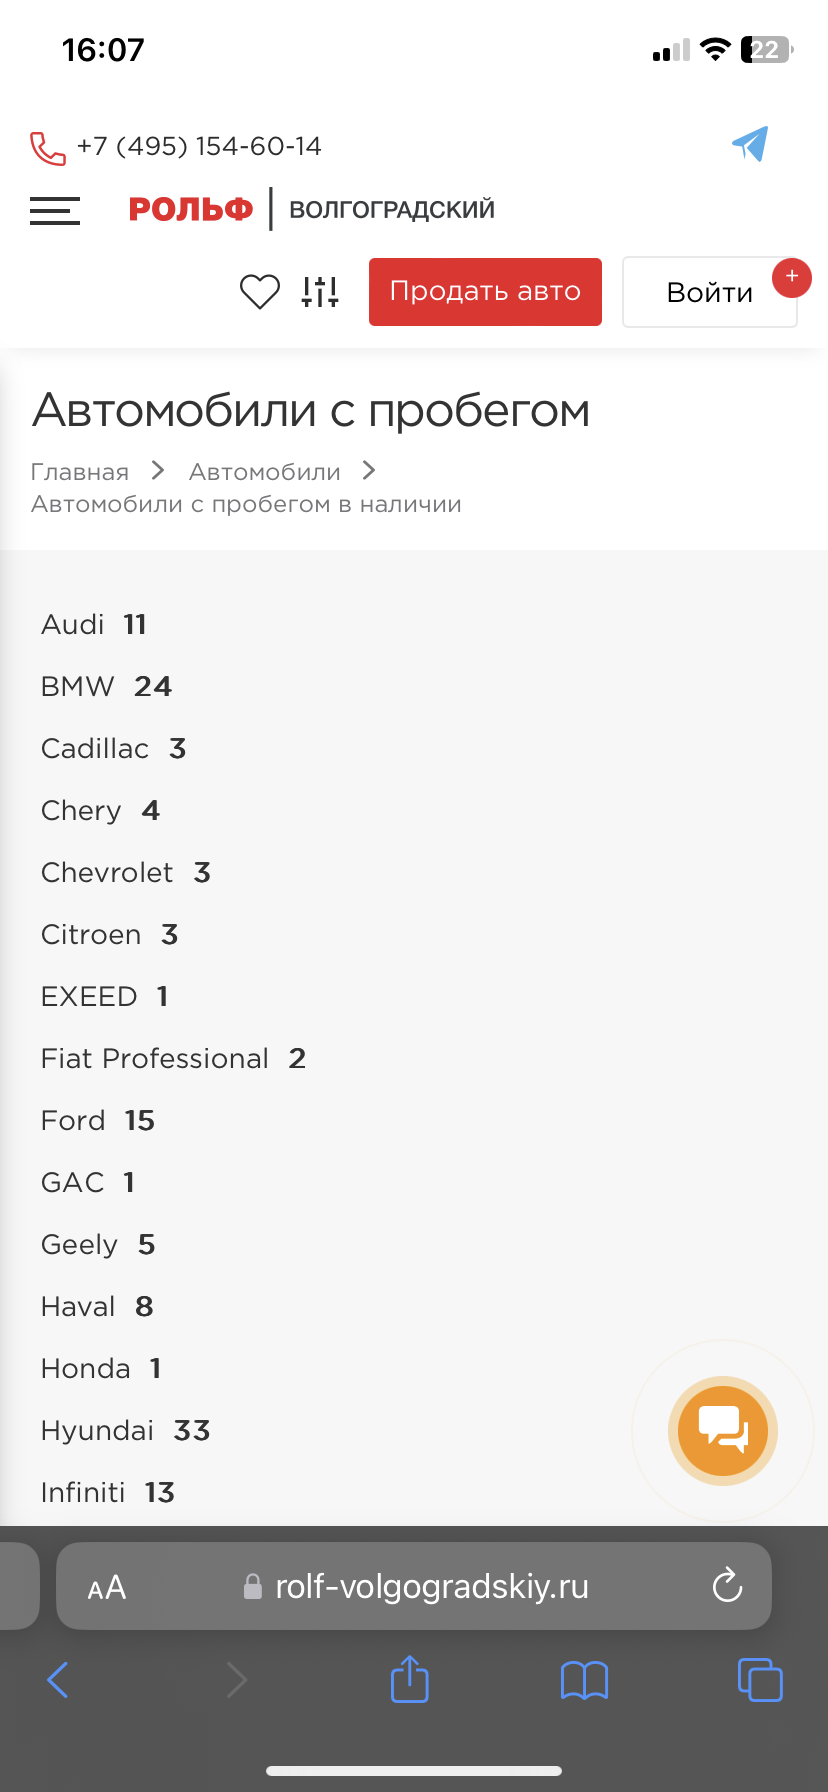 16:07
22
+7 (495) 154-60-14
РОЛЬФ ВОЛГОГРАДСКИЙ
Продать авто
Войти
+
Автомобили с пробегом
Главная > Автомобили >
Автомобили с пробегом в наличии
Audi 11
BMW 24
Cadillac 3
Chery 4
Chevrolet 3
Citroen 3
EXEED 1
Fiat Professional 2
Ford 15
GAC 1
Geely 5
Haval 8
Honda 1
Hyundai 33
Infiniti 13
AA rolf-volgogradskiy.ru